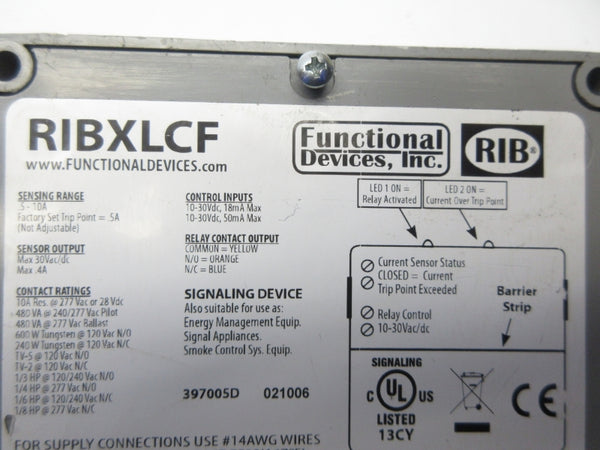 RIBXLCF
www.FUNCTIONALDEVICES.com
Functional
Devices, Inc.
RIB®
SENSING RANGE
.5 - 10A
Factory Set Trip Point = .5A
(Not Adjustable)
SENSOR OUTPUT
Max 30Vac/dc
Max .4A
CONTACT RATINGS
10A Res. @ 277 Vac or 28 Vdc
480 VA @ 240/277 Vac Pilot
480 VA @ 277 Vac Ballast
600 W Tungsten @ 120 Vac N/O
240 W Tungsten @ 120 Vac N/C
TV-5 @ 120 Vac N/O
TV-2 @ 120 Vac N/C
1/3 HP @ 120/240 Vac N/O
1/4 HP @ 277 Vac N/O
1/6 HP @ 120/240 Vac N/C
1/8 HP @ 277 Vac N/C
CONTROL INPUTS
10-30Vdc, 18mA Max
10-30Vdc, 50mA Max
RELAY CONTACT OUTPUT
COMMON = YELLOW
N/O = ORANGE
N/C = BLUE
SIGNALING DEVICE
Also suitable for use as:
Energy Management Equip.
Signal Appliances.
Smoke Control Sys. Equip.
397005D 021006
LED 1 ON =
Relay Activated
LED 2 ON =
Current Over Trip Point
Current Sensor Status
CLOSED = Current
Trip Point Exceeded
Relay Control
10-30Vac/dc
Barrier
Strip
SIGNALING
C UL US
LISTED
13CY
CE
FOR SUPPLY CONNECTIONS USE #14AWG WIRES